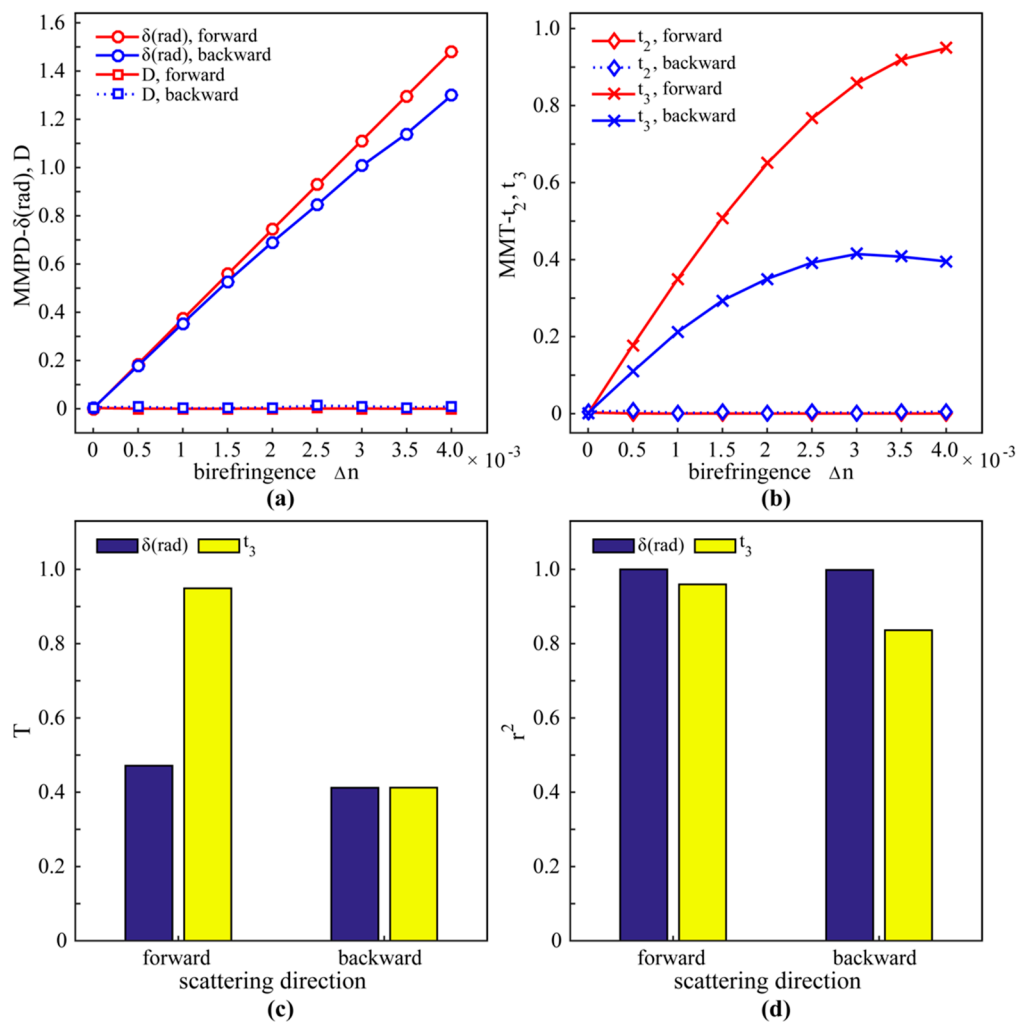 MMPD-δ(rad), D
1.6
1.4
1.2
1.0
0.8
0.6
0.4
0.2
0
δ(rad), forward
δ(rad), backward
D, forward
D, backward
0 0.5 1 1.5 2 2.5 3 3.5 4.0 × 10⁻³
birefringence Δn
(a)
MMT-t₂, t₃
1.0
0.8
0.6
0.4
0.2
0
t₂, forward
t₂, backward
t₃, forward
t₃, backward
0 0.5 1 1.5 2 2.5 3 3.5 4.0 × 10⁻³
birefringence Δn
(b)
T
1.0
0.8
0.6
0.4
0.2
0
δ(rad) t₃
forward backward
scattering direction
(c)
r²
1.0
0.8
0.6
0.4
0.2
0
δ(rad) t₃
forward backward
scattering direction
(d)